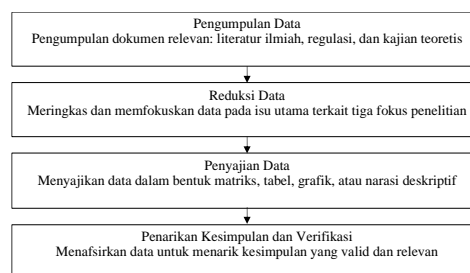 Pengumpulan Data
Pengumpulan dokumen relevan: literatur ilmiah, regulasi, dan kajian teoretis
Reduksi Data
Meringkas dan memfokuskan data pada isu utama terkait tiga fokus penelitian
Penyajian Data
Menyajikan data dalam bentuk matriks, tabel, grafik, atau narasi deskriptif
Penarikan Kesimpulan dan Verifikasi
Menafsirkan data untuk menarik kesimpulan yang valid dan relevan